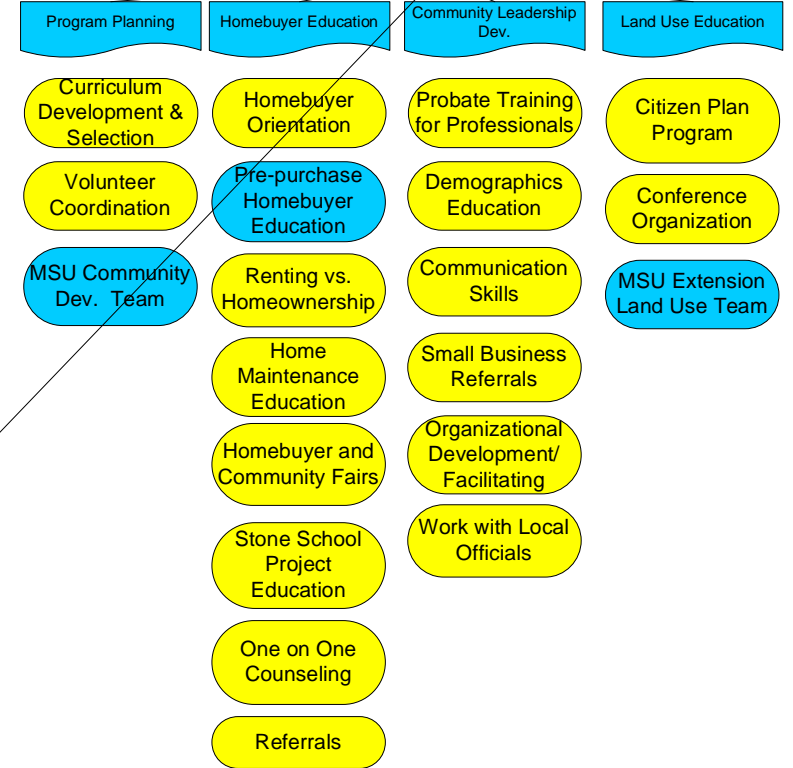 Program Planning
Curriculum
Development &
Selection
Volunteer
Coordination
MSU Community
Dev. Team
Homebuyer Education
Homebuyer
Orientation
Pre-purchase
Homebuyer
Education
Renting vs.
Homeownership
Home
Maintenance
Education
Homebuyer and
Community Fairs
Stone School
Project
Education
One on One
Counseling
Referrals
Community Leadership
Dev.
Probate Training
for Professionals
Demographics
Education
Communication
Skills
Small Business
Referrals
Organizational
Development/
Facilitating
Work with Local
Officials
Land Use Education
Citizen Plan
Program
Conference
Organization
MSU Extension
Land Use Team